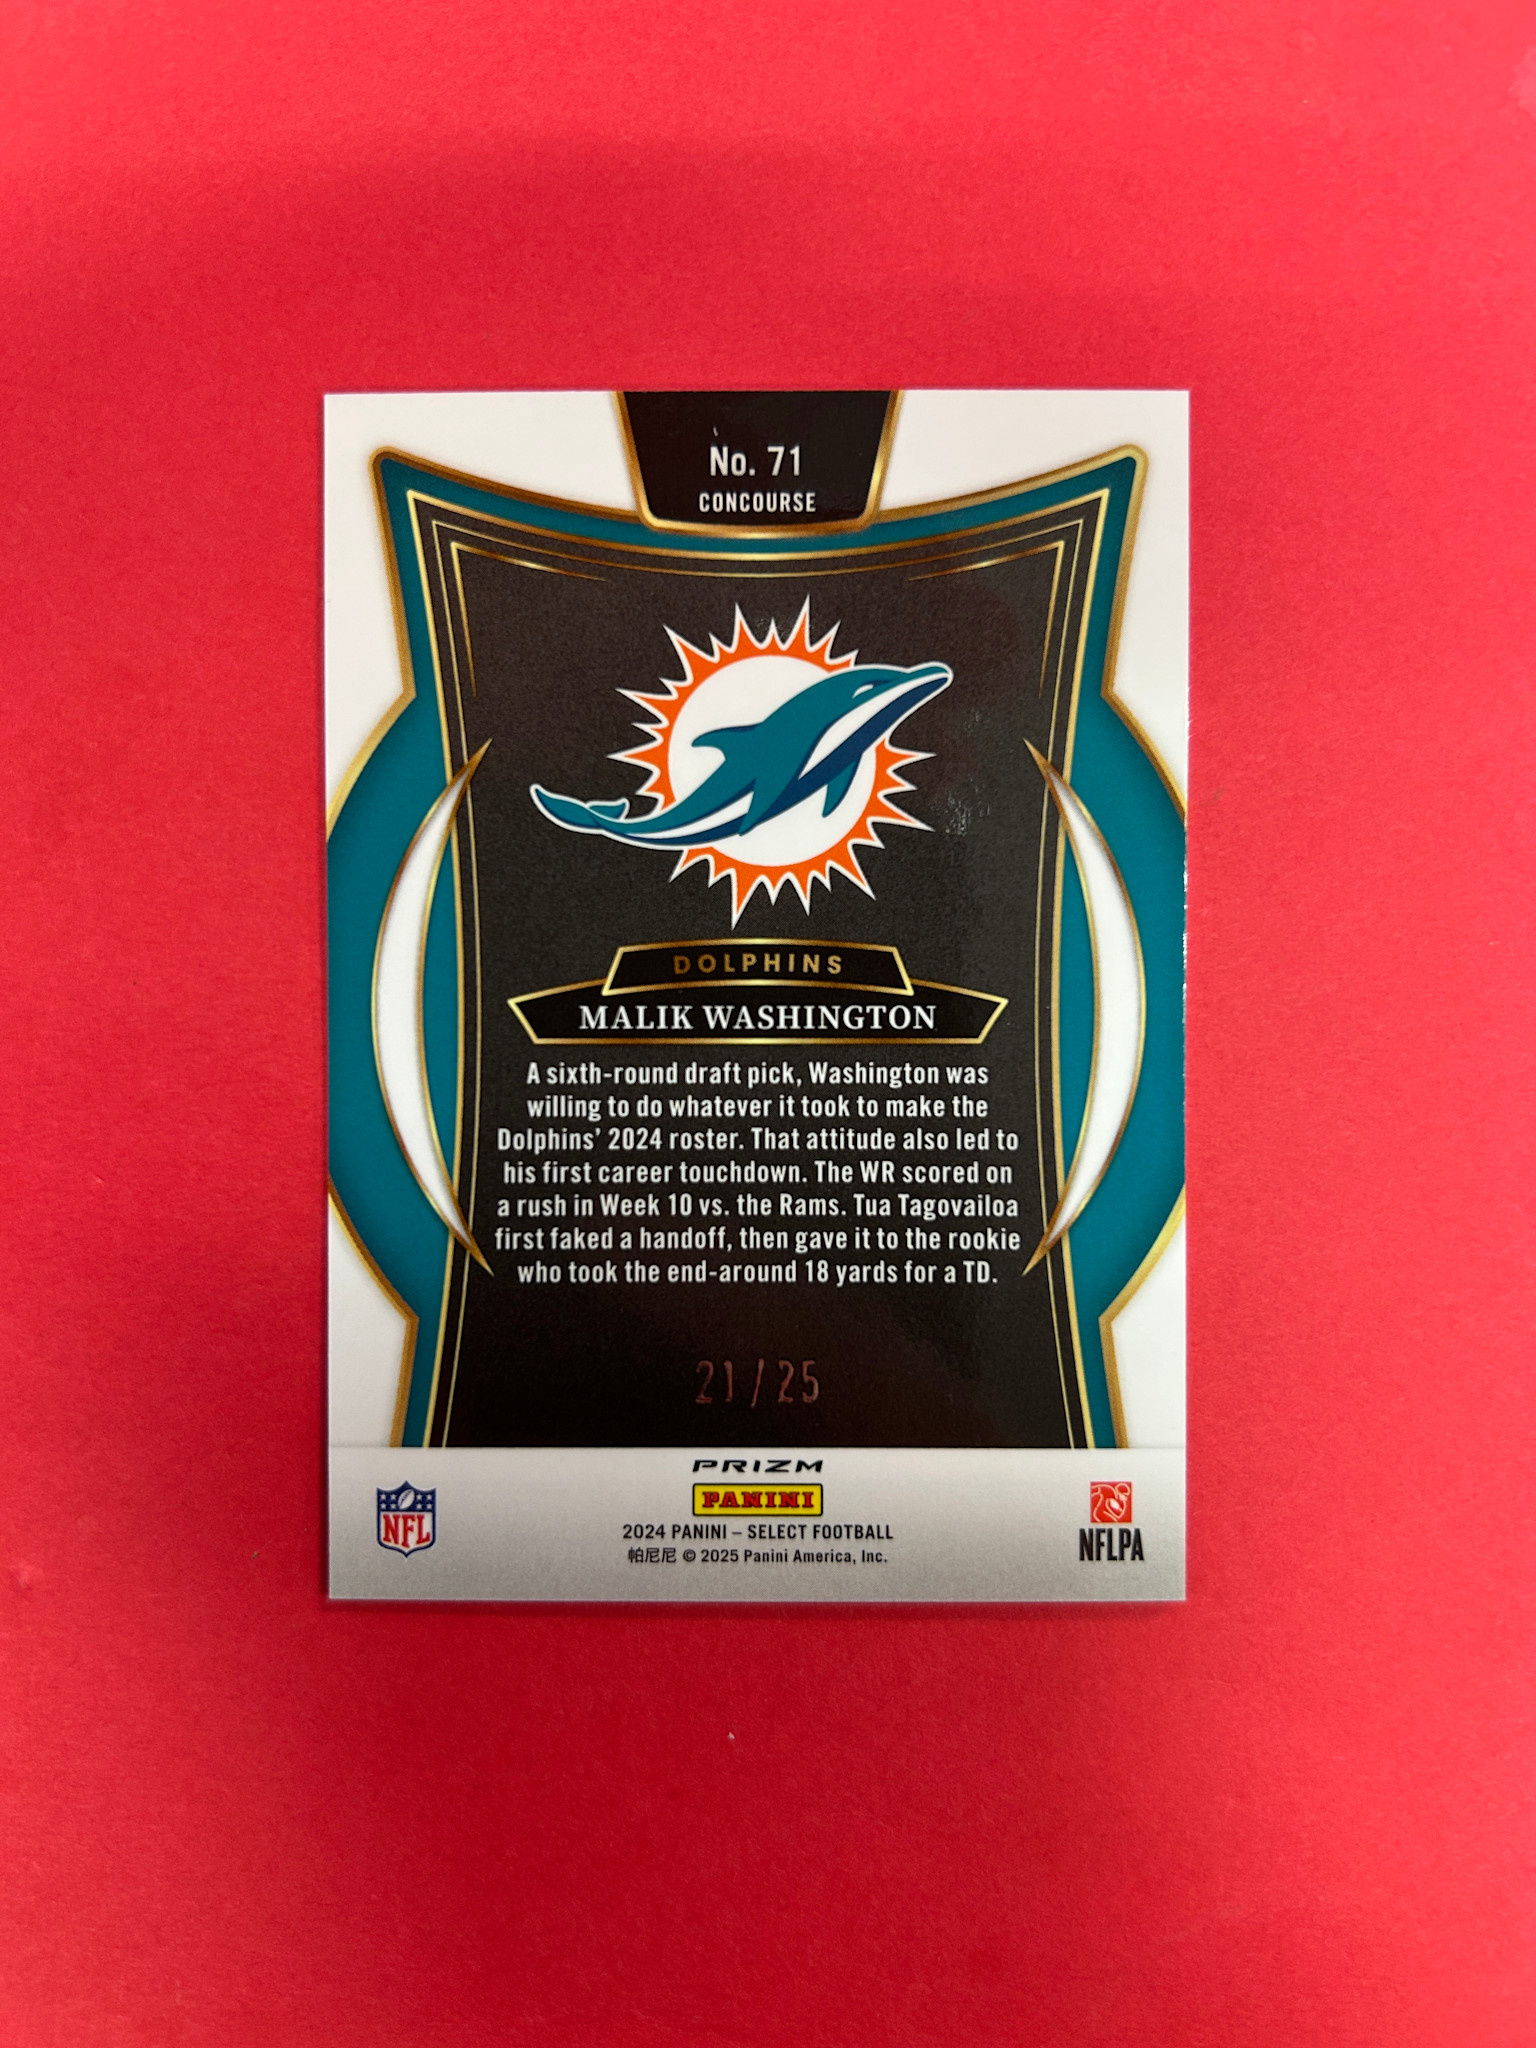 No. 71
CONCOURSE
DOLPHINS
MALIK WASHINGTON
A sixth-round draft pick, Washington was
willing to do whatever it took to make the
Dolphins’ 2024 roster. That attitude also led to
his first career touchdown. The WR scored on
a rush in Week 10 vs. the Rams. Tua Tagovailoa
first faked a handoff, then gave it to the rookie
who took the end-around 18 yards for a TD.
21/25
PRIZM
PANINI
NFL
2024 PANINI – SELECT FOOTBALL
帕尼尼 © 2025 Panini America, Inc.
NFLPA